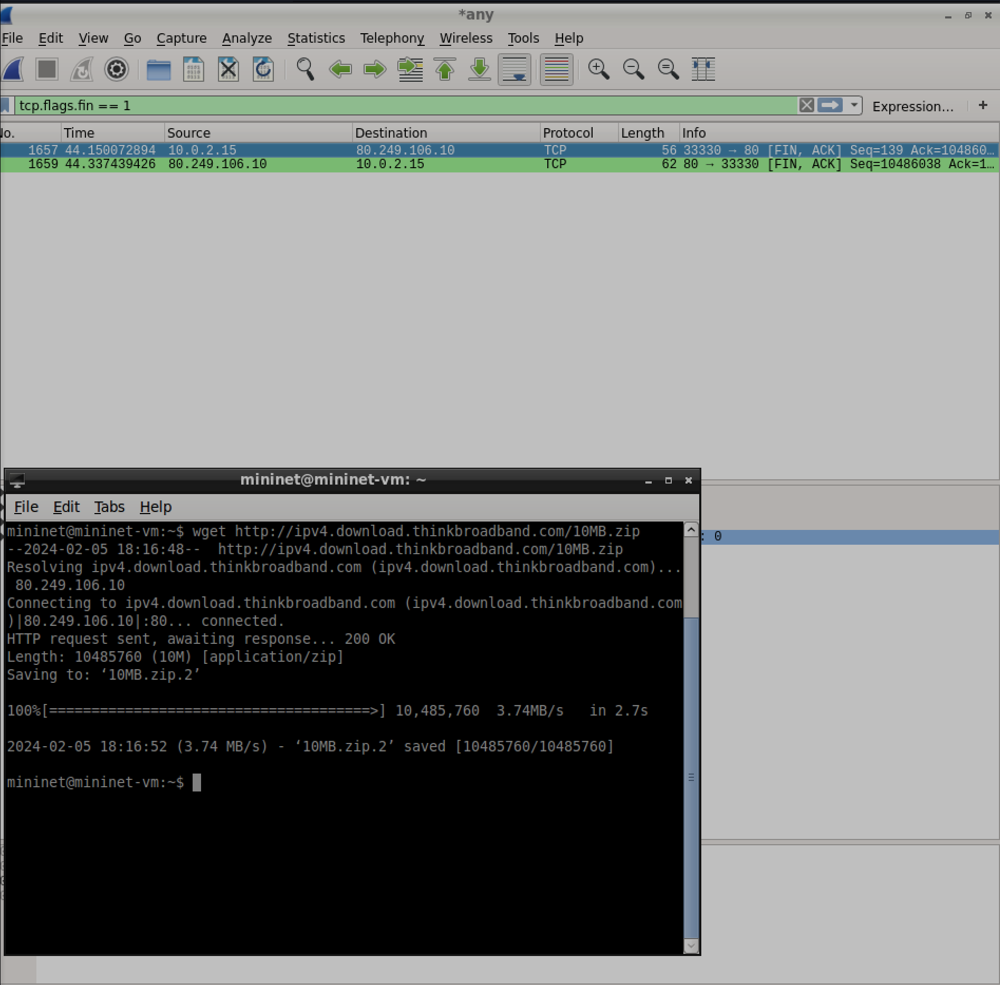 *any
File Edit View Go Capture Analyze Statistics Telephony Wireless Tools Help
tcp.flags.fin == 1 Expression... +
No. Time Source Destination Protocol Length Info
1657 44.150072894 10.0.2.15 80.249.106.10 TCP 56 33330 → 80 [FIN, ACK] Seq=139 Ack=104860…
1659 44.337439426 80.249.106.10 10.0.2.15 TCP 62 80 → 33330 [FIN, ACK] Seq=10486038 Ack=1…
mininet@mininet-vm: ~
File Edit Tabs Help
: 0
mininet@mininet-vm:~$ wget http://ipv4.download.thinkbroadband.com/10MB.zip
--2024-02-05 18:16:48--  http://ipv4.download.thinkbroadband.com/10MB.zip
Resolving ipv4.download.thinkbroadband.com (ipv4.download.thinkbroadband.com)...
 80.249.106.10
Connecting to ipv4.download.thinkbroadband.com (ipv4.download.thinkbroadband.com
)|80.249.106.10|:80... connected.
HTTP request sent, awaiting response... 200 OK
Length: 10485760 (10M) [application/zip]
Saving to: ‘10MB.zip.2’
100%[======================================>] 10,485,760  3.74MB/s   in 2.7s
2024-02-05 18:16:52 (3.74 MB/s) - ‘10MB.zip.2’ saved [10485760/10485760]
mininet@mininet-vm:~$